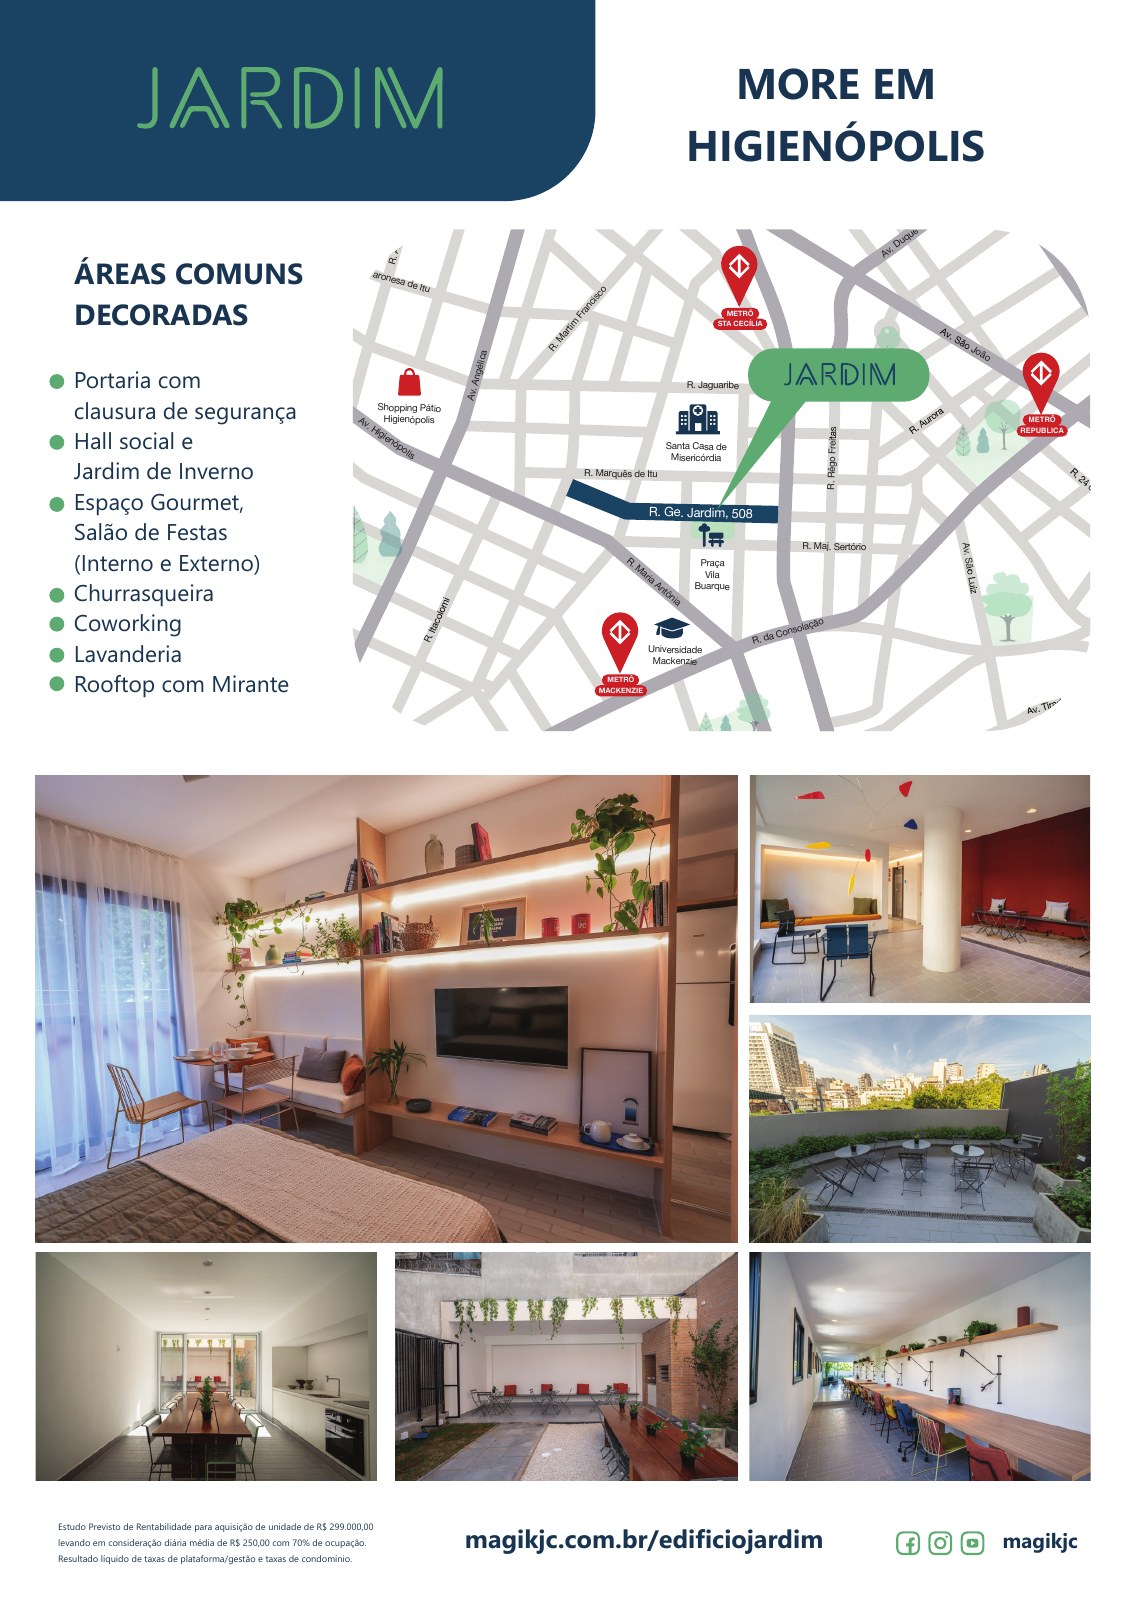 JARDIM
MORE EM
HIGIENÓPOLIS
ÁREAS COMUNS
DECORADAS
Portaria com
clausura de segurança
Hall social e
Jardim de Inverno
Espaço Gourmet,
Salão de Festas
(Interno e Externo)
Churrasqueira
Coworking
Lavanderia
Rooftop com Mirante
R.
aronesa de Itu
R. Martim Francisco
Av. Angélica
METRÔ
STA CECÍLIA
Av. Duque
Av. São João
JARDIM
METRÔ
REPUBLICA
Shopping Pátio
Higienópolis
Av. Higienópolis
R. Jaguaribe
Santa Casa de
Misericórdia
R. Rêgo Freitas
R. Aurora
R. 24
R. Marquês de Itu
R. Ge. Jardim, 508
Praça
Vila
Buarque
R. Maj. Sertório
Av. São Luiz
R. Maria Antônia
R. Itacolomi
R. da Consolação
Universidade
Mackenzie
METRÔ
MACKENZIE
Av. Tira
Estudo Previsto de Rentabilidade para aquisição de unidade de R$ 299.000,00
levando em consideração diária média de R$ 250,00 com 70% de ocupação.
Resultado líquido de taxas de plataforma/gestão e taxas de condomínio.
magikjc.com.br/edificiojardim
magikjc